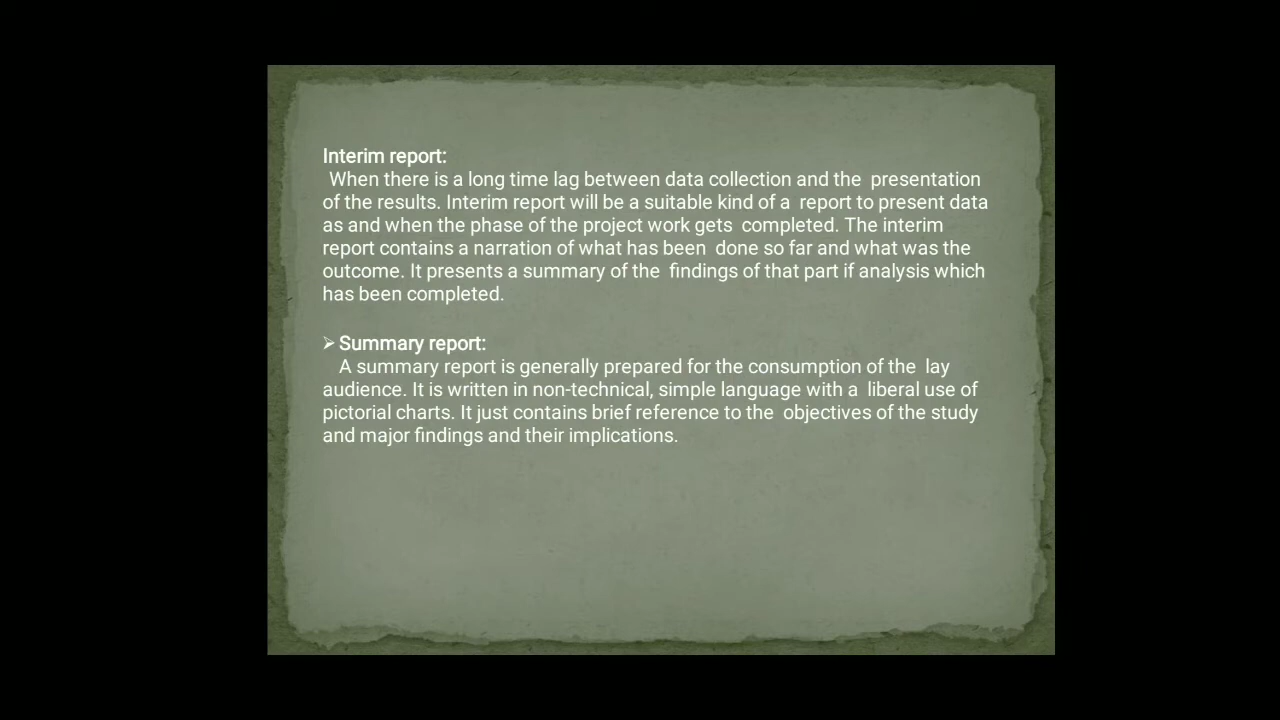 Interim report:
When there is a long time lag between data collection and the presentation
of the results. Interim report will be a suitable kind of a report to present data
as and when the phase of the project work gets completed. The interim
report contains a narration of what has been done so far and what was the
outcome. It presents a summary of the findings of that part if analysis which
has been completed.
➢ Summary report:
A summary report is generally prepared for the consumption of the lay
audience. It is written in non-technical, simple language with a liberal use of
pictorial charts. It just contains brief reference to the objectives of the study
and major findings and their implications.